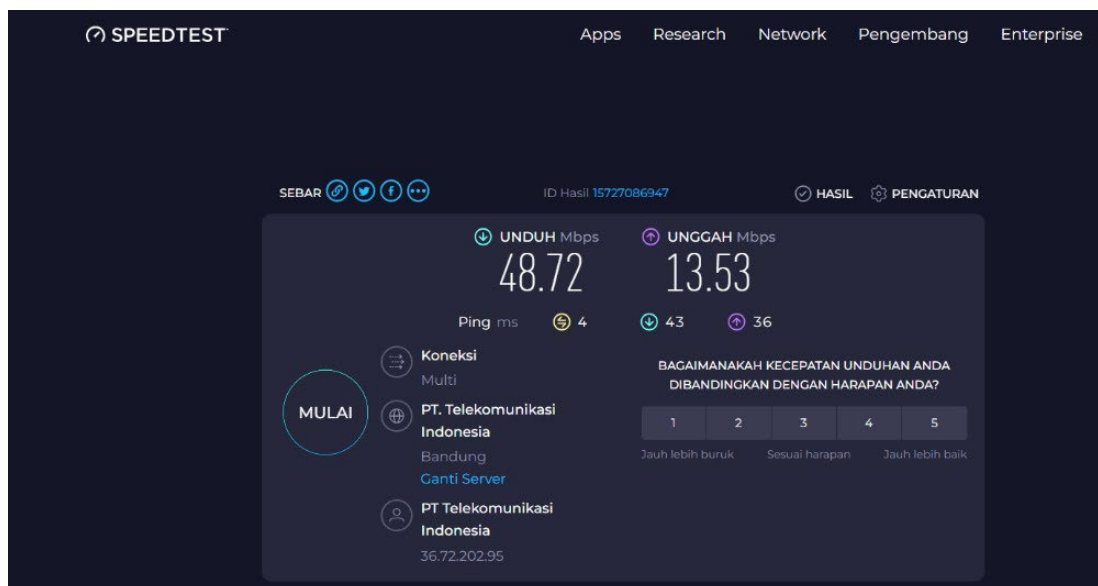 SPEEDTEST
Apps Research Network Pengembang Enterprise
SEBAR ID Hasil 15727086947 HASIL PENGATURAN
UNDUH Mbps UNGGAH Mbps
48.72 13.53
Ping ms 4 43 36
Koneksi
Multi
BAGAIMANAKAH KECEPATAN UNDUHAN ANDA
DIBANDINGKAN DENGAN HARAPAN ANDA?
1 2 3 4 5
Jauh lebih buruk Sesuai harapan Jauh lebih baik
MULAI
PT. Telekomunikasi
Indonesia
Bandung
Ganti Server
PT Telekomunikasi
Indonesia
36.72.202.95